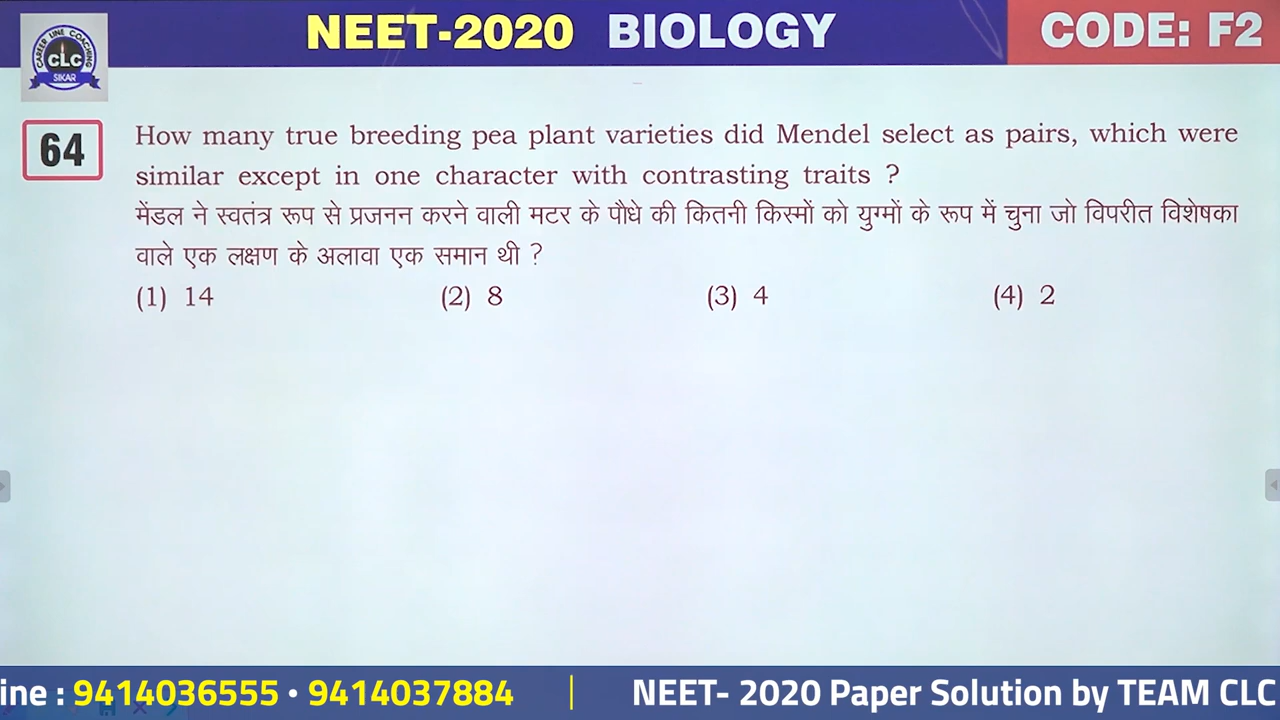 NEET-2020 BIOLOGY
CODE: F2
CAREER LINE COACHING
CLC
SIKAR
64
How many true breeding pea plant varieties did Mendel select as pairs, which were
similar except in one character with contrasting traits ?
मेंडल ने स्वतंत्र रूप से प्रजनन करने वाली मटर के पौधे की कितनी किस्मों को युग्मों के रूप में चुना जो विपरीत विशेषका
वाले एक लक्षण के अलावा एक समान थी ?
(1) 14 (2) 8 (3) 4 (4) 2
ine : 9414036555 • 9414037884 | NEET- 2020 Paper Solution by TEAM CLC